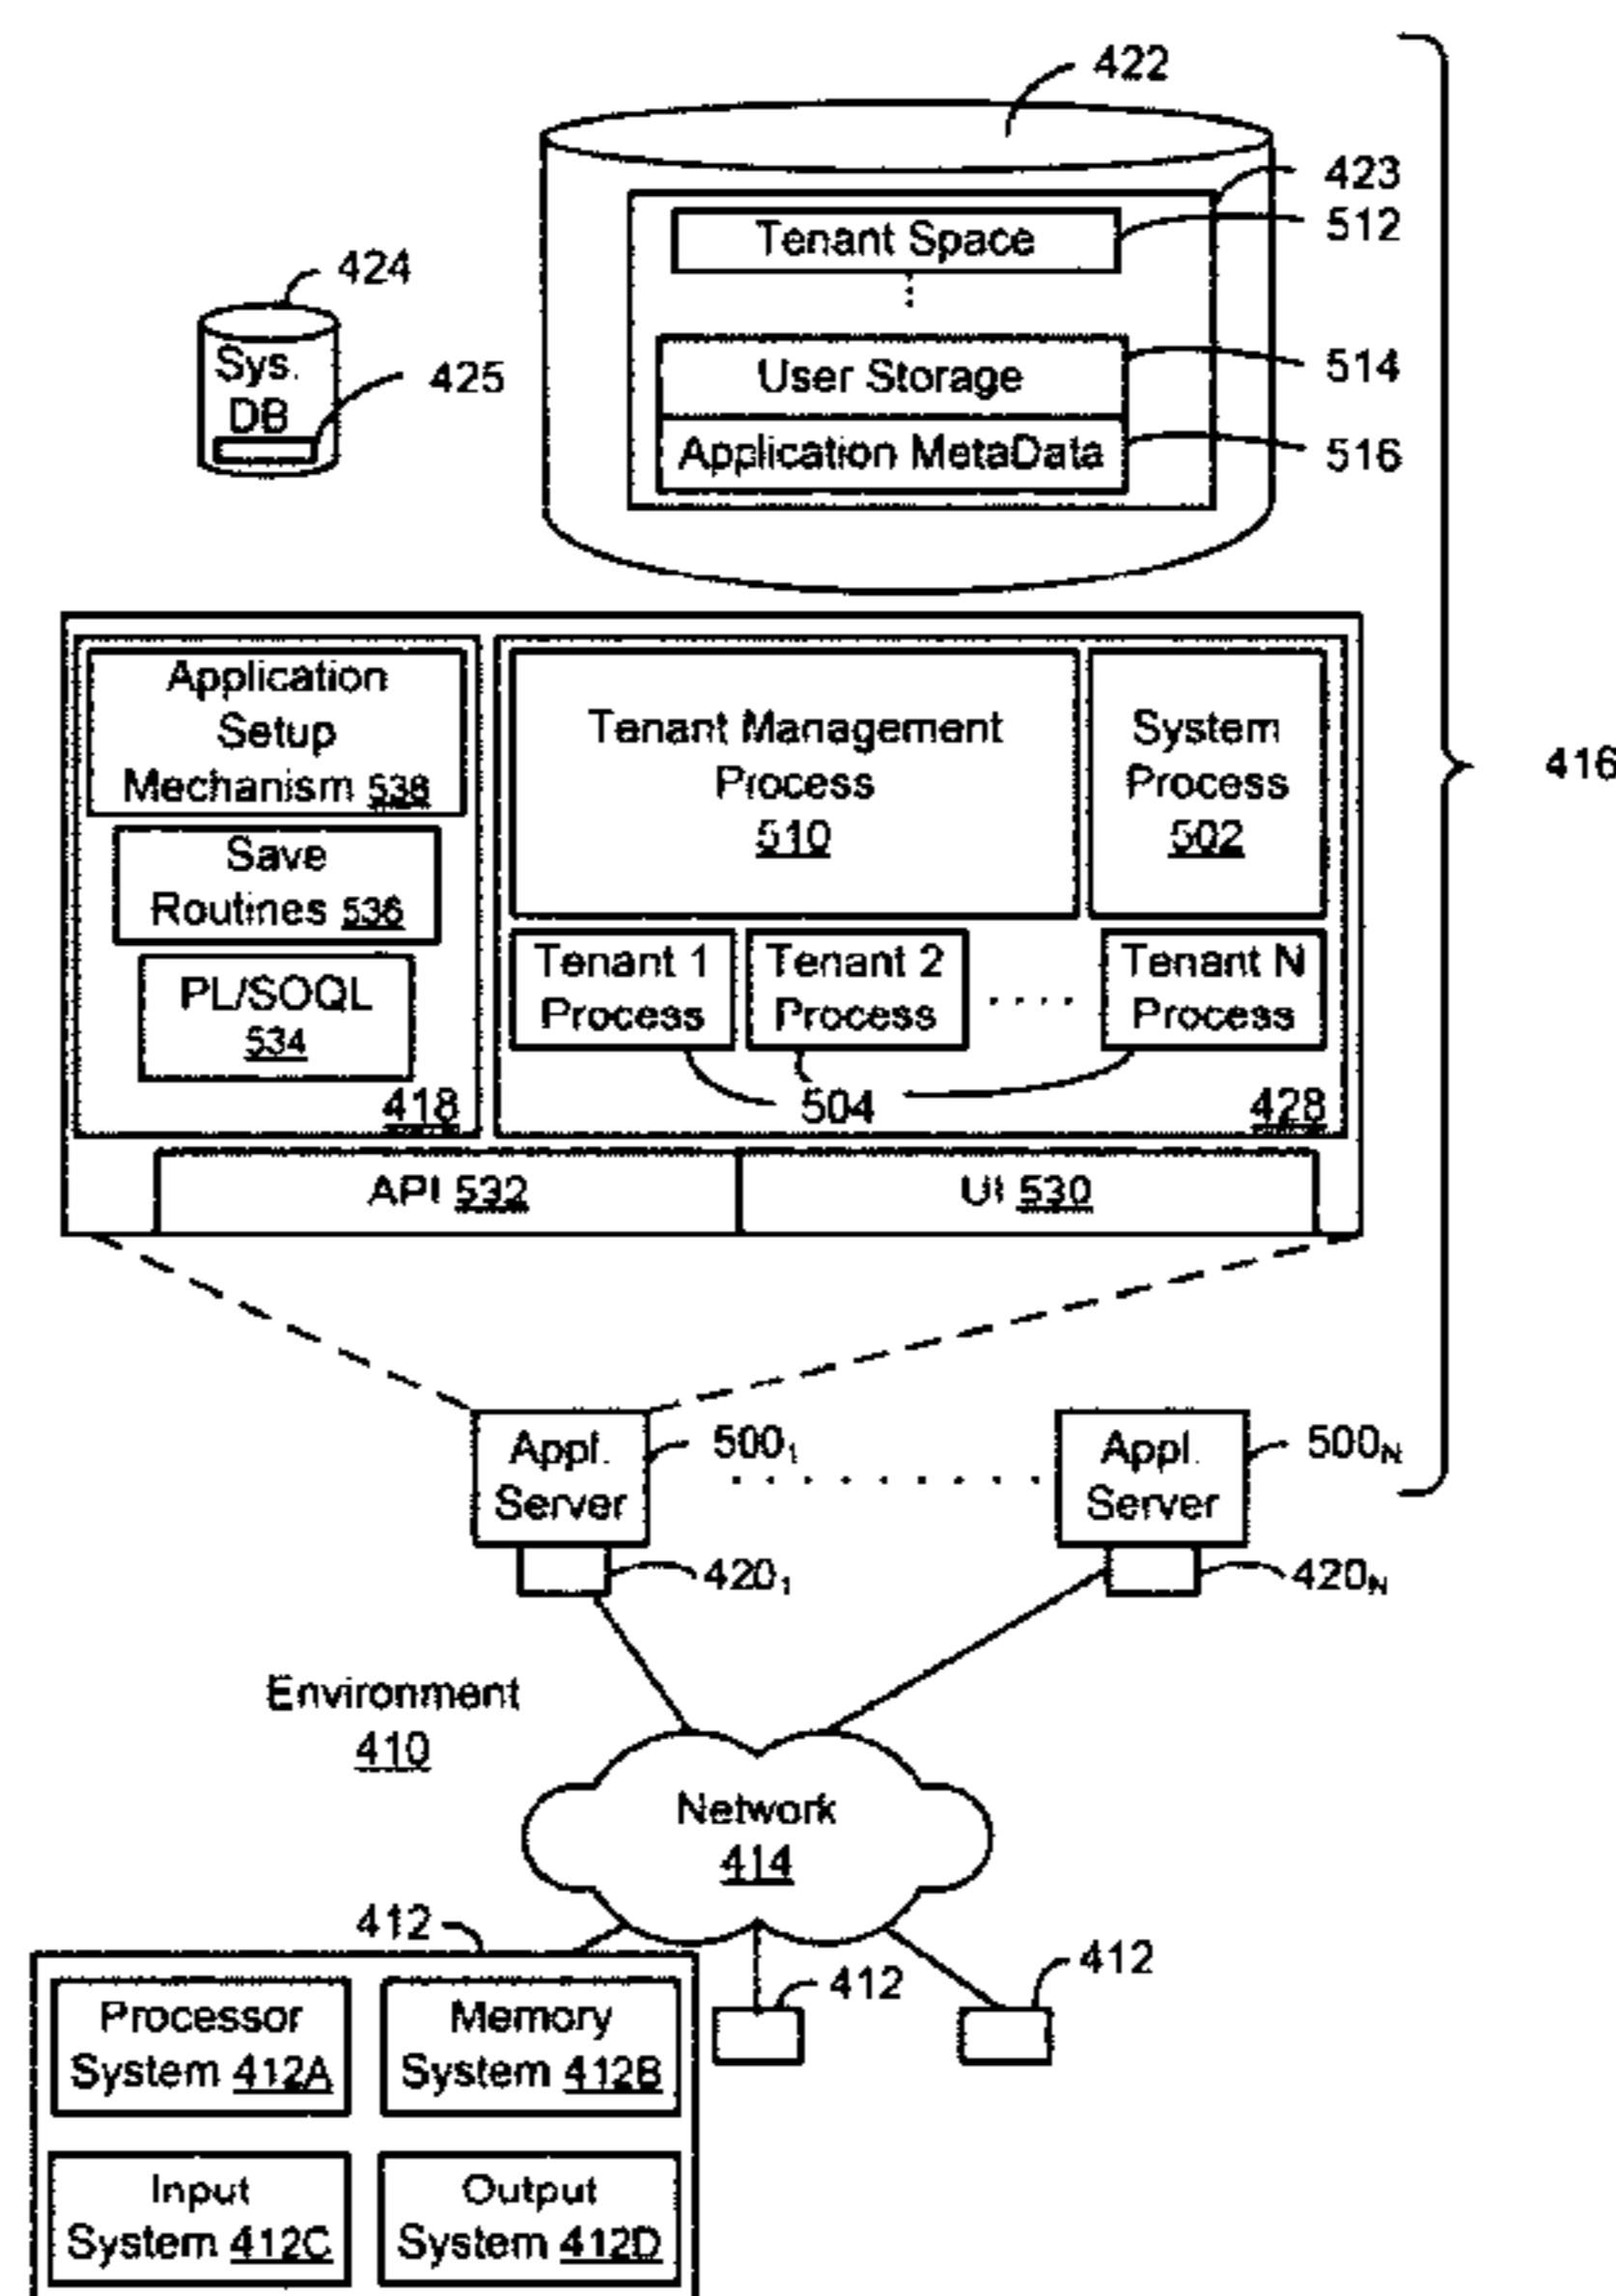 422
423
Tenant Space
512
424
Sys.
DB
425
User Storage
514
Application MetaData
516
Application
Setup
Mechanism 538
Save
Routines 536
PL/SOQL
534
418
Tenant Management
Process
510
System
Process
502
Tenant 1
Process
Tenant 2
Process
Tenant N
Process
504
428
416
API 532
UI 530
Appl.
Server
500₁
Appl.
Server
500N
420₁
420N
Environment
410
Network
414
412
412
412
Processor
System 412A
Memory
System 412B
Input
System 412C
Output
System 412D